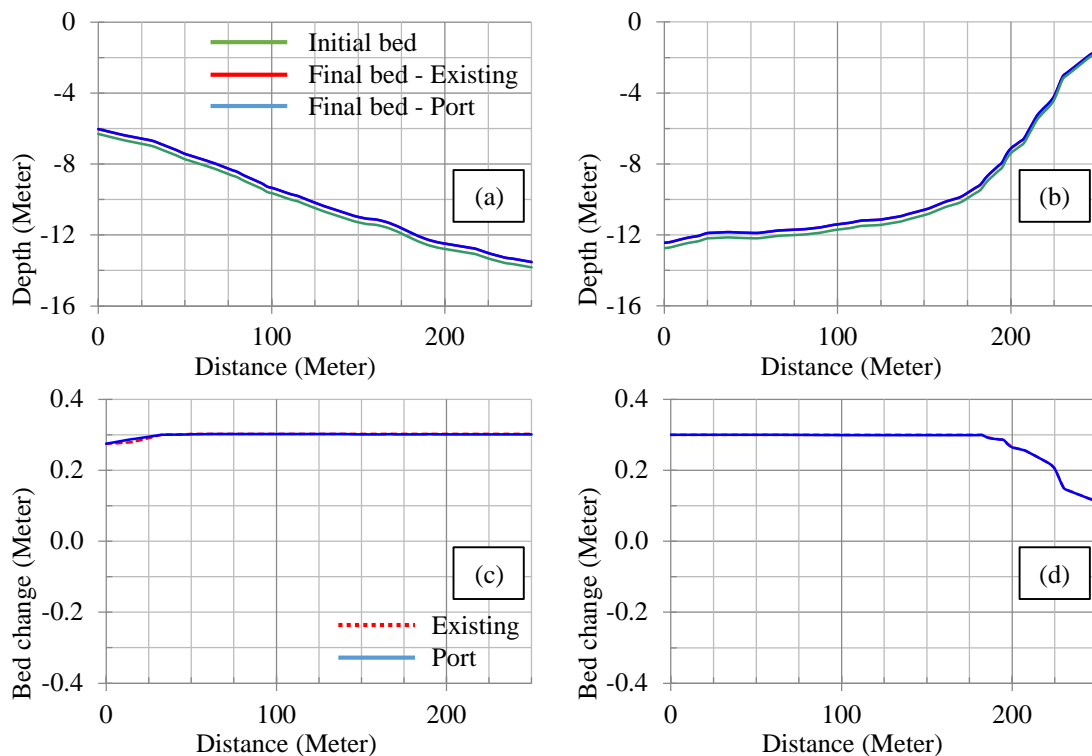 0
-4
-8
-12
-16
Depth (Meter)
Initial bed
Final bed - Existing
Final bed - Port
(a)
0
100
200
Distance (Meter)
0
-4
-8
-12
-16
Depth (Meter)
(b)
0
100
200
Distance (Meter)
0.4
0.2
0.0
-0.2
-0.4
Bed change (Meter)
(c)
Existing
Port
0
100
200
Distance (Meter)
0.4
0.2
0.0
-0.2
-0.4
Bed change (Meter)
(d)
0
100
200
Distance (Meter)